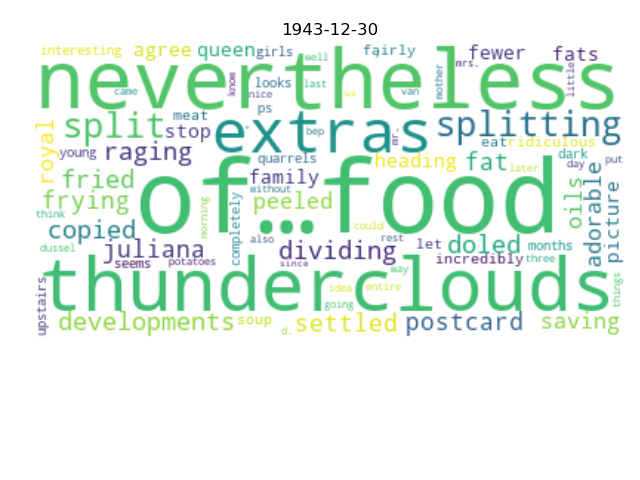 1943-12-30
interesting agree queen girls well fairly fewer fats
nevertheless
came know nice looks last us van mother mrs. little
royal split meat stop ps extras bep mr. splitting
young raging quarrels eat ridiculous
heading fat dark day put
fried family without later
frying of...food oils adorable picture
think copied morning completely peeled could
dussel juliana also dividing rest let doled months
seems potatoes since incredibly three
upstairs thunderclouds may things
idea entire
going
developments soup d. settled postcard saving